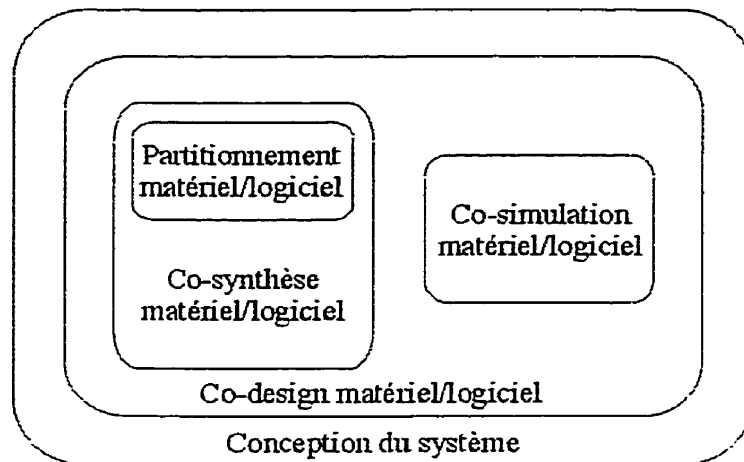 Partitionnement
matériel/logiciel
Co-simulation
matériel/logiciel
Co-synthèse
matériel/logiciel
Co-design matériel/logiciel
Conception du système